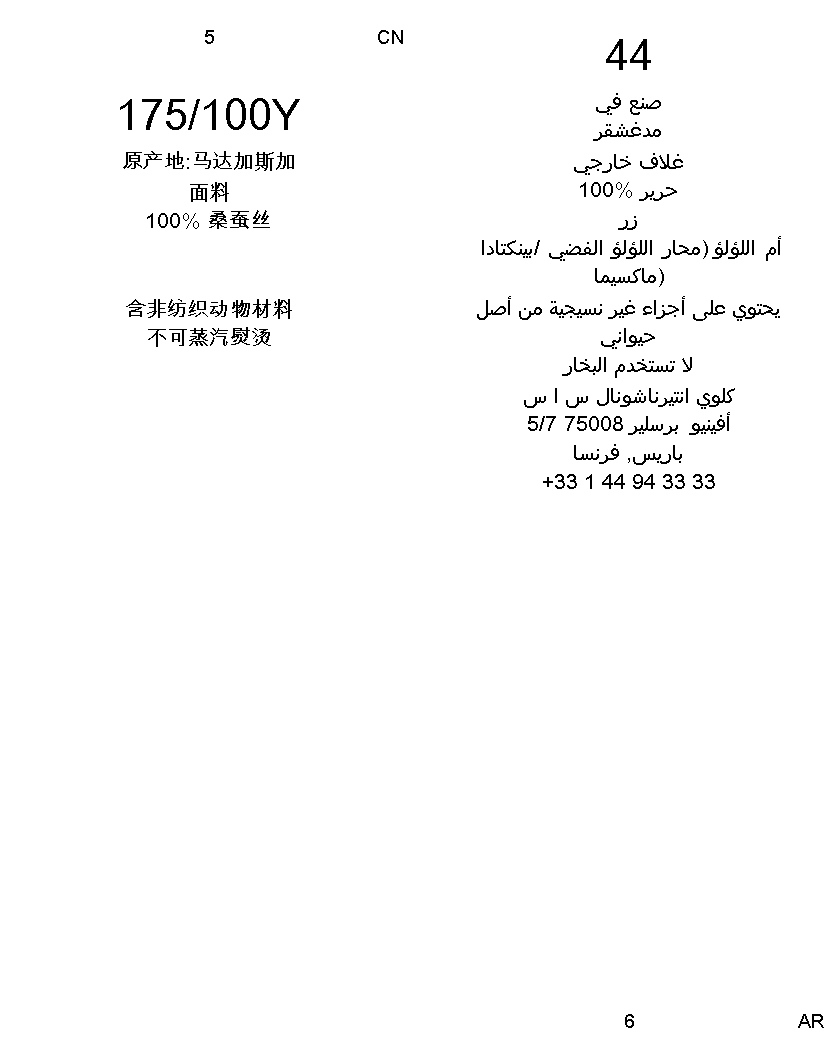 5
CN
175/100Y
原产地:马达加斯加
面料
100% 桑蚕丝
含非纺织动物材料
不可蒸汽熨烫
44
صنع في
مدغشقر
غلاف خارجي
100% حرير
زر
أم اللؤلؤ (محار اللؤلؤ الفضي /بينكتادا
ماكسيما)
يحتوي على أجزاء غير نسيجية من أصل
حيواني
لا تستخدم البخار
كلوي انتيرناشونال س ا س
5/7 أفينيو برسلير 75008
باريس, فرنسا
+33 1 44 94 33 33
6
AR